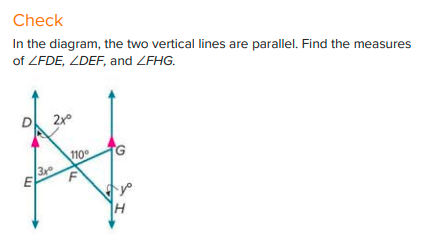 Check
In the diagram, the two vertical lines are parallel. Find the measures
of ∠FDE, ∠DEF, and ∠FHG.
D 2x°
110° G
3x°
E F
y°
H